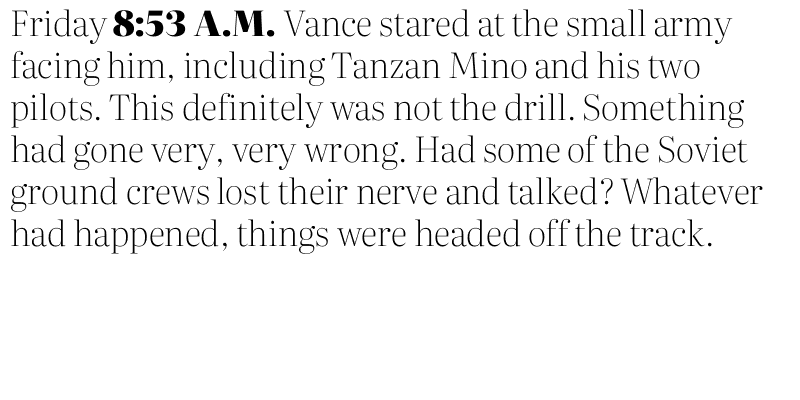 Friday 8:53 A.M. Vance stared at the small army
facing him, including Tanzan Mino and his two
pilots. This definitely was not the drill. Something
had gone very, very wrong. Had some of the Soviet
ground crews lost their nerve and talked? Whatever
had happened, things were headed off the track.